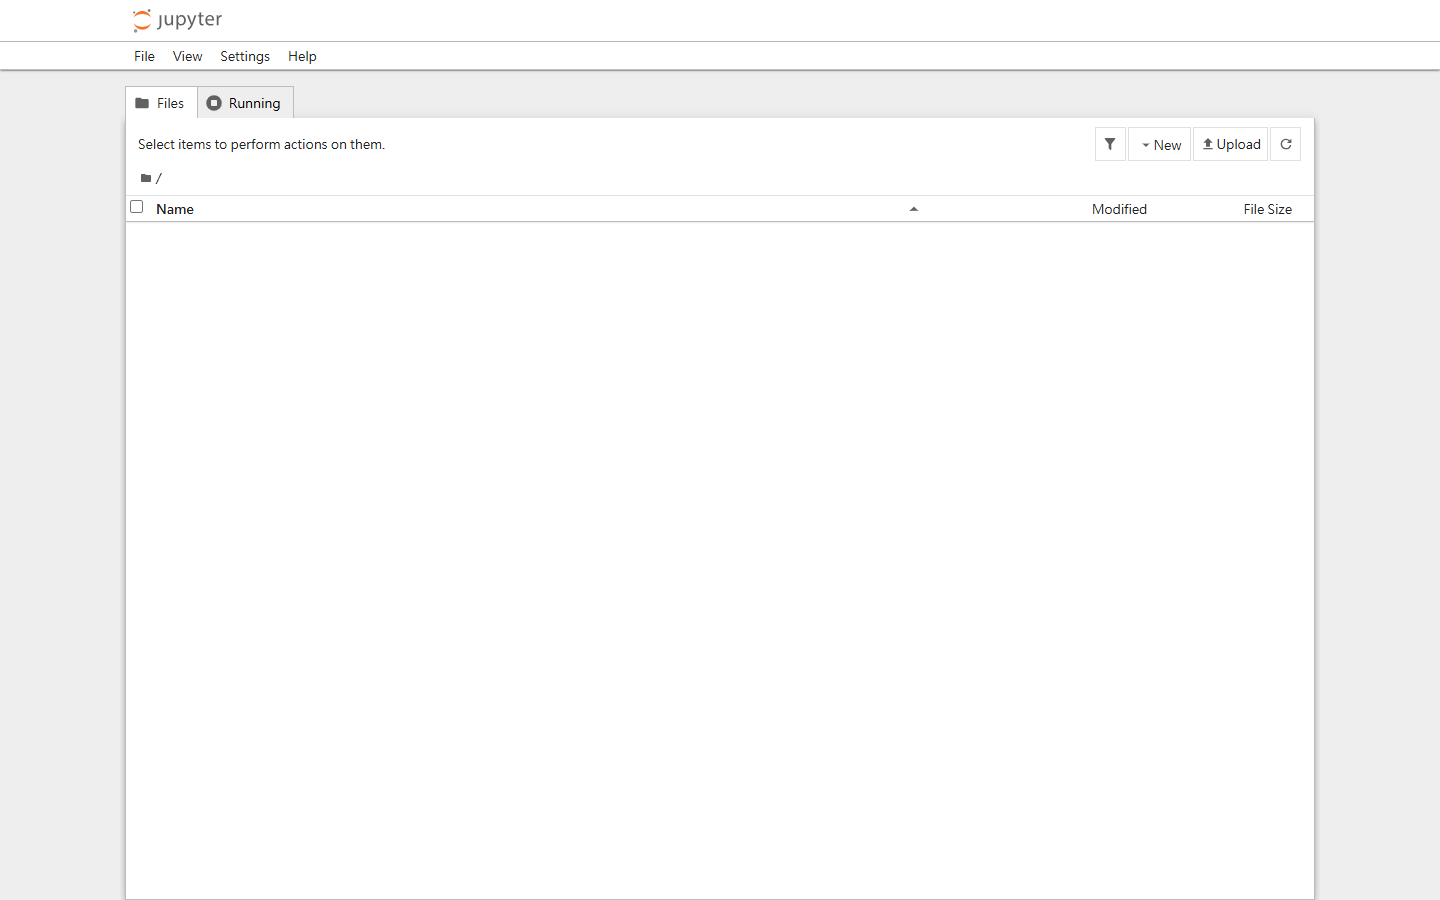 jupyter
File View Settings Help
Files Running
Select items to perform actions on them.
New Upload
/
Name Modified File Size